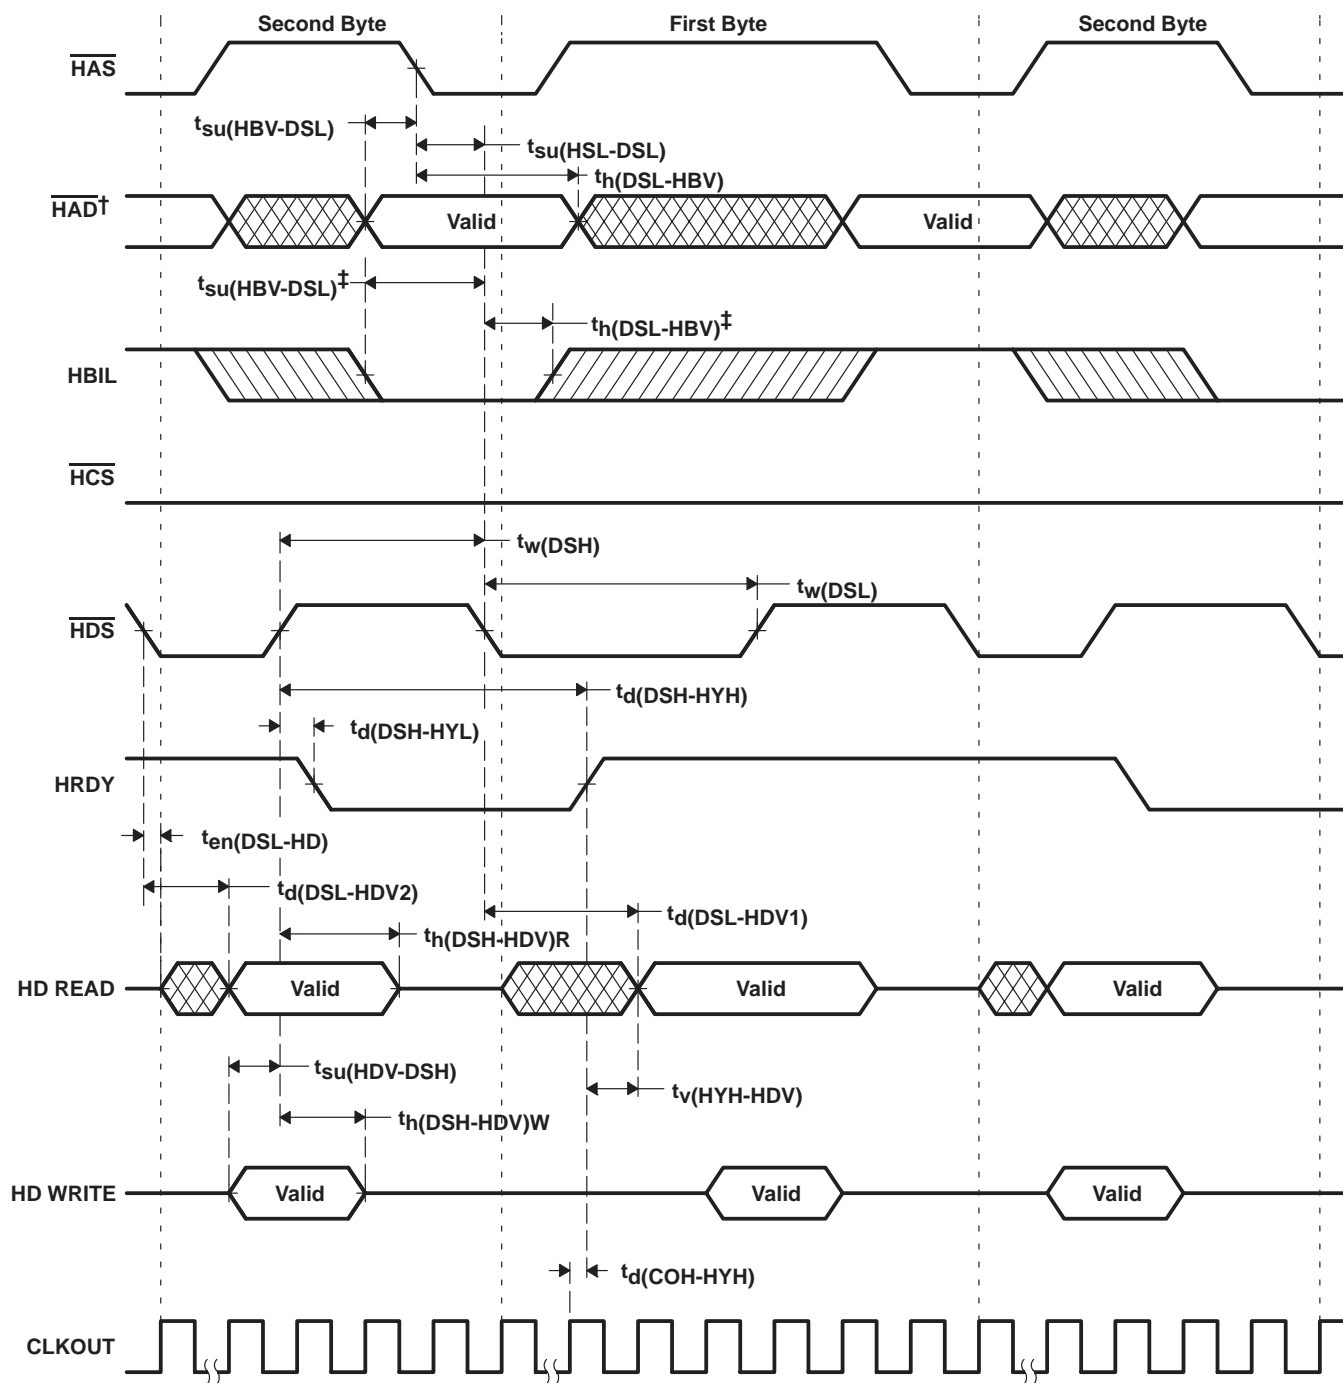 Second Byte First Byte Second Byte
HAS
tsu(HBV-DSL)
tsu(HSL-DSL)
th(DSL-HBV)
HAD†
Valid Valid
tsu(HBV-DSL)‡
th(DSL-HBV)‡
HBIL
HCS
tw(DSH)
tw(DSL)
HDS
td(DSH-HYH)
td(DSH-HYL)
HRDY
ten(DSL-HD)
td(DSL-HDV2)
td(DSL-HDV1)
th(DSH-HDV)R
HD READ Valid Valid Valid
tsu(HDV-DSH)
tv(HYH-HDV)
th(DSH-HDV)W
HD WRITE Valid Valid Valid
td(COH-HYH)
CLKOUT